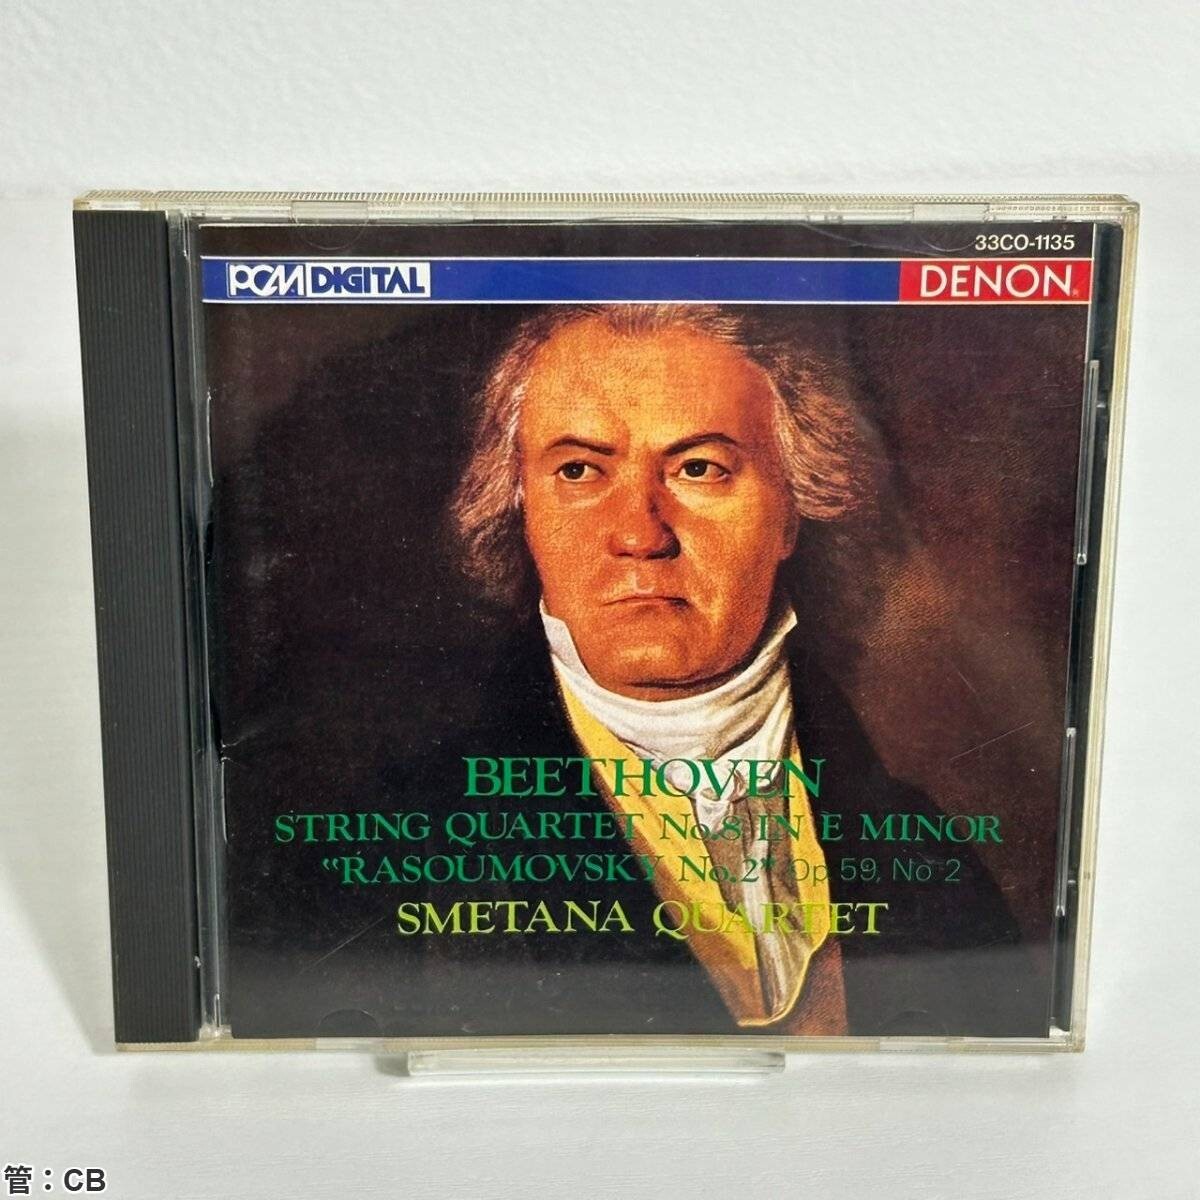 33CO-1135
PCM DIGITAL
DENON
BEETHOVEN
STRING QUARTET No.8 IN E MINOR
“RASOUMOVSKY No.2” Op.59, No 2
SMETANA QUARTET
管：CB